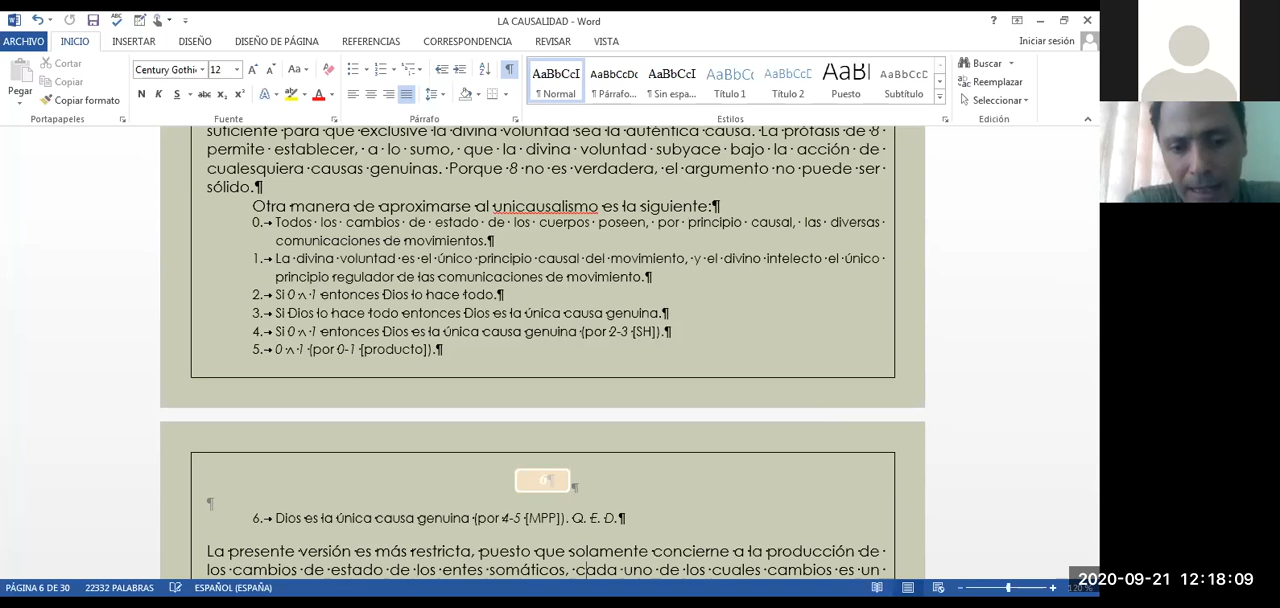 LA CAUSALIDAD - Word
ARCHIVO INICIO INSERTAR DISEÑO DISEÑO DE PÁGINA REFERENCIAS CORRESPONDENCIA REVISAR VISTA Iniciar sesión
Pegar
Cortar
Copiar
Copiar formato
Portapapeles
Century Gothi 12
N K S abc x₂ x²
Fuente
Párrafo
AaBbCcI AaBbCcDc AaBbCcI AaBbCc AaBbCc AaBl AaBbCcD
¶ Normal ¶ Párrafo... ¶ Sin espa... Título 1 Título 2 Puesto Subtítulo
Estilos
Buscar
Reemplazar
Seleccionar
Edición
suficiente para que exclusive la divina voluntad sea la auténtica causa. La prótasis de 8
permite establecer, a lo sumo, que la divina voluntad subyace bajo la acción de
cualesquiera causas genuinas. Porque 8 no es verdadera, el argumento no puede ser
sólido.¶
Otra manera de aproximarse al unicausalismo es la siguiente:¶
0.→ Todos los cambios de estado de los cuerpos poseen, por principio causal, las diversas
comunicaciones de movimientos.¶
1.→ La divina voluntad es el único principio causal del movimiento, y el divino intelecto el único
principio regulador de las comunicaciones de movimiento.¶
2.→ Si 0 ∧ 1 entonces Dios lo hace todo.¶
3.→ Si Dios lo hace todo entonces Dios es la única causa genuina.¶
4.→ Si 0 ∧ 1 entonces Dios es la única causa genuina (por 2-3 [SH]).¶
5.→ 0 ∧ 1 (por 0-1 [producto]).¶
6¶ ¶
¶
6.→ Dios es la única causa genuina (por 4-5 [MPP]). Q. E. D.¶
La presente versión es más restricta, puesto que solamente concierne a la producción de
los cambios de estado de los entes somáticos, cada uno de los cuales cambios es un
PÁGINA 6 DE 30 22332 PALABRAS ESPAÑOL (ESPAÑA) 120 %
2020-09-21 12:18:09